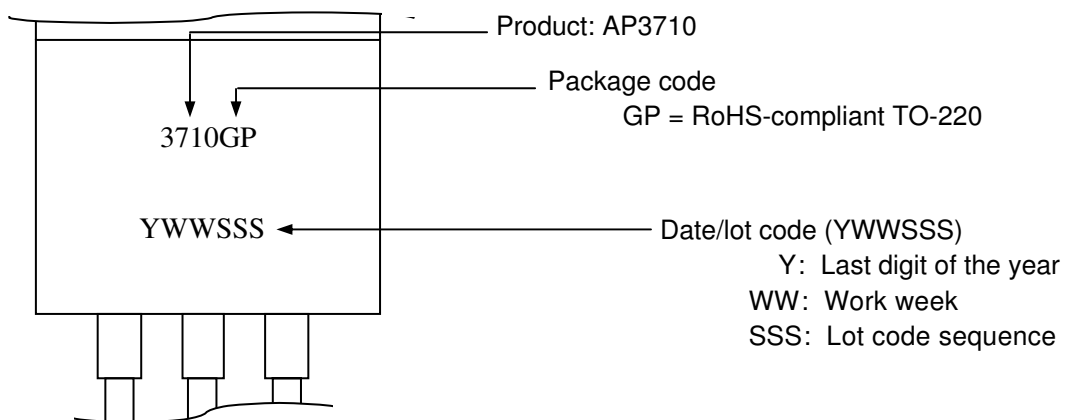 Product: AP3710
Package code
GP = RoHS-compliant TO-220
3710GP
YWWSSS
Date/lot code (YWWSSS)
Y: Last digit of the year
WW: Work week
SSS: Lot code sequence